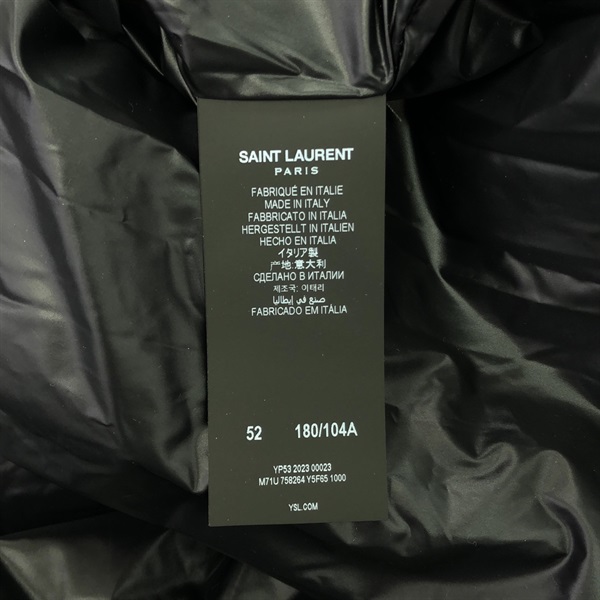 SAINT LAURENT
PARIS
FABRIQUÉ EN ITALIE
MADE IN ITALY
FABBRICATO IN ITALIA
HERGESTELLT IN ITALIEN
HECHO EN ITALIA
イタリア製
产地:意大利
СДЕЛАНО В ИТАЛИИ
제조국: 이태리
صنع في إيطاليا
FABRICADO EM ITÁLIA
52 180/104A
YP53 2023 00023
M71U 758264 Y5F65 1000
YSL.COM